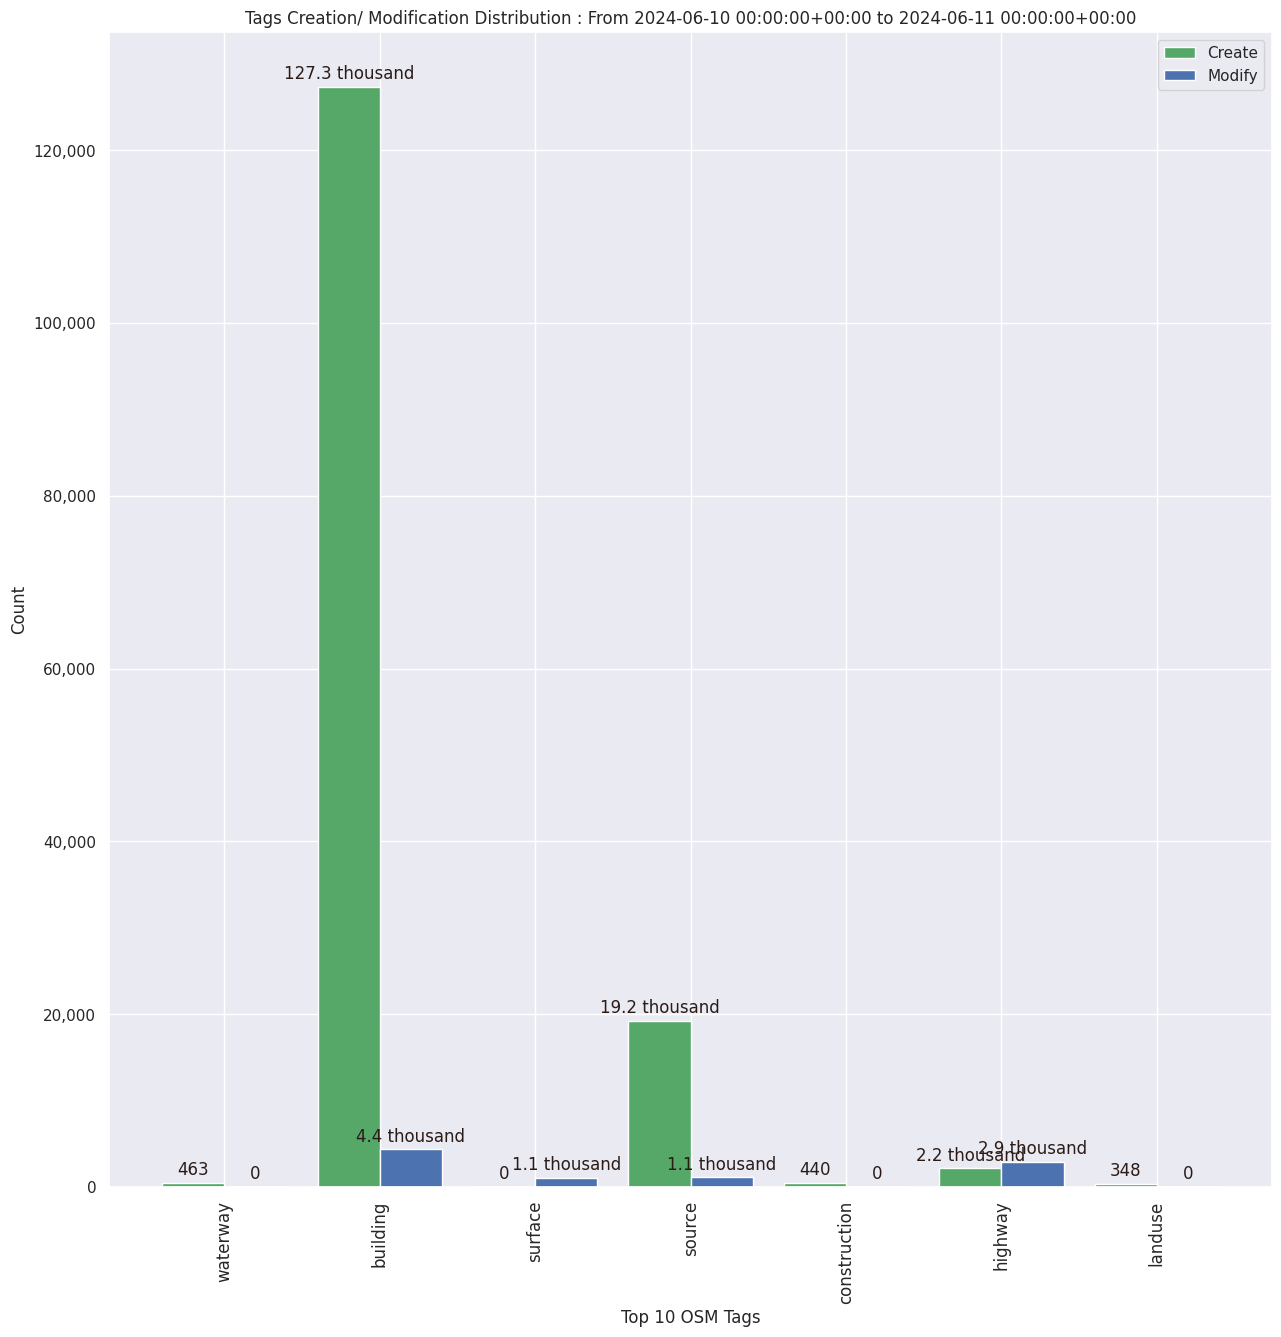 Tags Creation/ Modification Distribution : From 2024-06-10 00:00:00+00:00 to 2024-06-11 00:00:00+00:00
Create
Modify
127.3 thousand
120,000
100,000
80,000
60,000
40,000
20,000
0
Count
463
0
4.4 thousand
0
1.1 thousand
19.2 thousand
1.1 thousand
440
0
2.2 thousand
2.9 thousand
348
0
waterway
building
surface
source
construction
highway
landuse
Top 10 OSM Tags